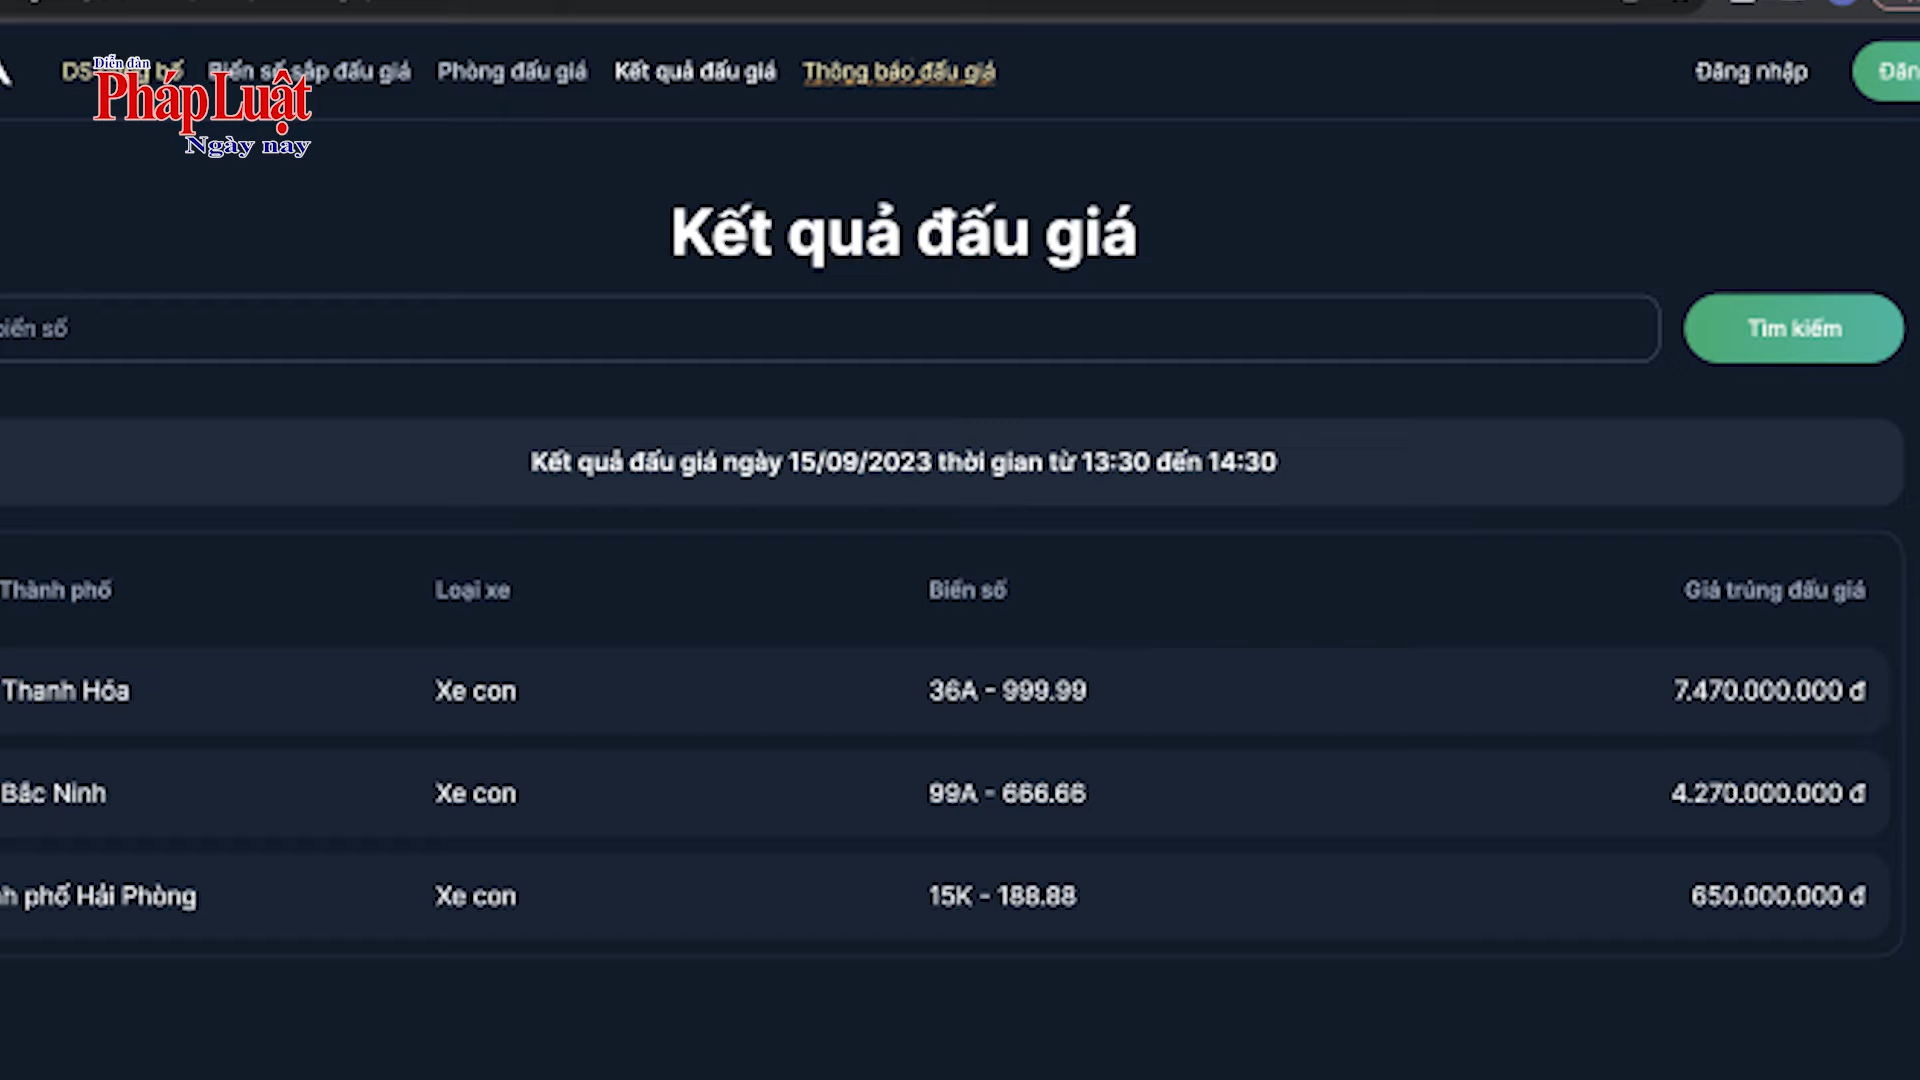 Diễn đàn
Pháp Luật
Ngày nay
Biển số sắp đấu giá
Phòng đấu giá
Kết quả đấu giá
Thông báo đấu giá
Đăng nhập
Kết quả đấu giá
biển số
Tìm kiếm
Kết quả đấu giá ngày 15/09/2023 thời gian từ 13:30 đến 14:30
Thành phố Loại xe Biển số Giá trúng đấu giá
Thanh Hóa Xe con 36A - 999.99 7.470.000.000 đ
Bắc Ninh Xe con 99A - 666.66 4.270.000.000 đ
phố Hải Phòng Xe con 15K - 188.88 650.000.000 đ